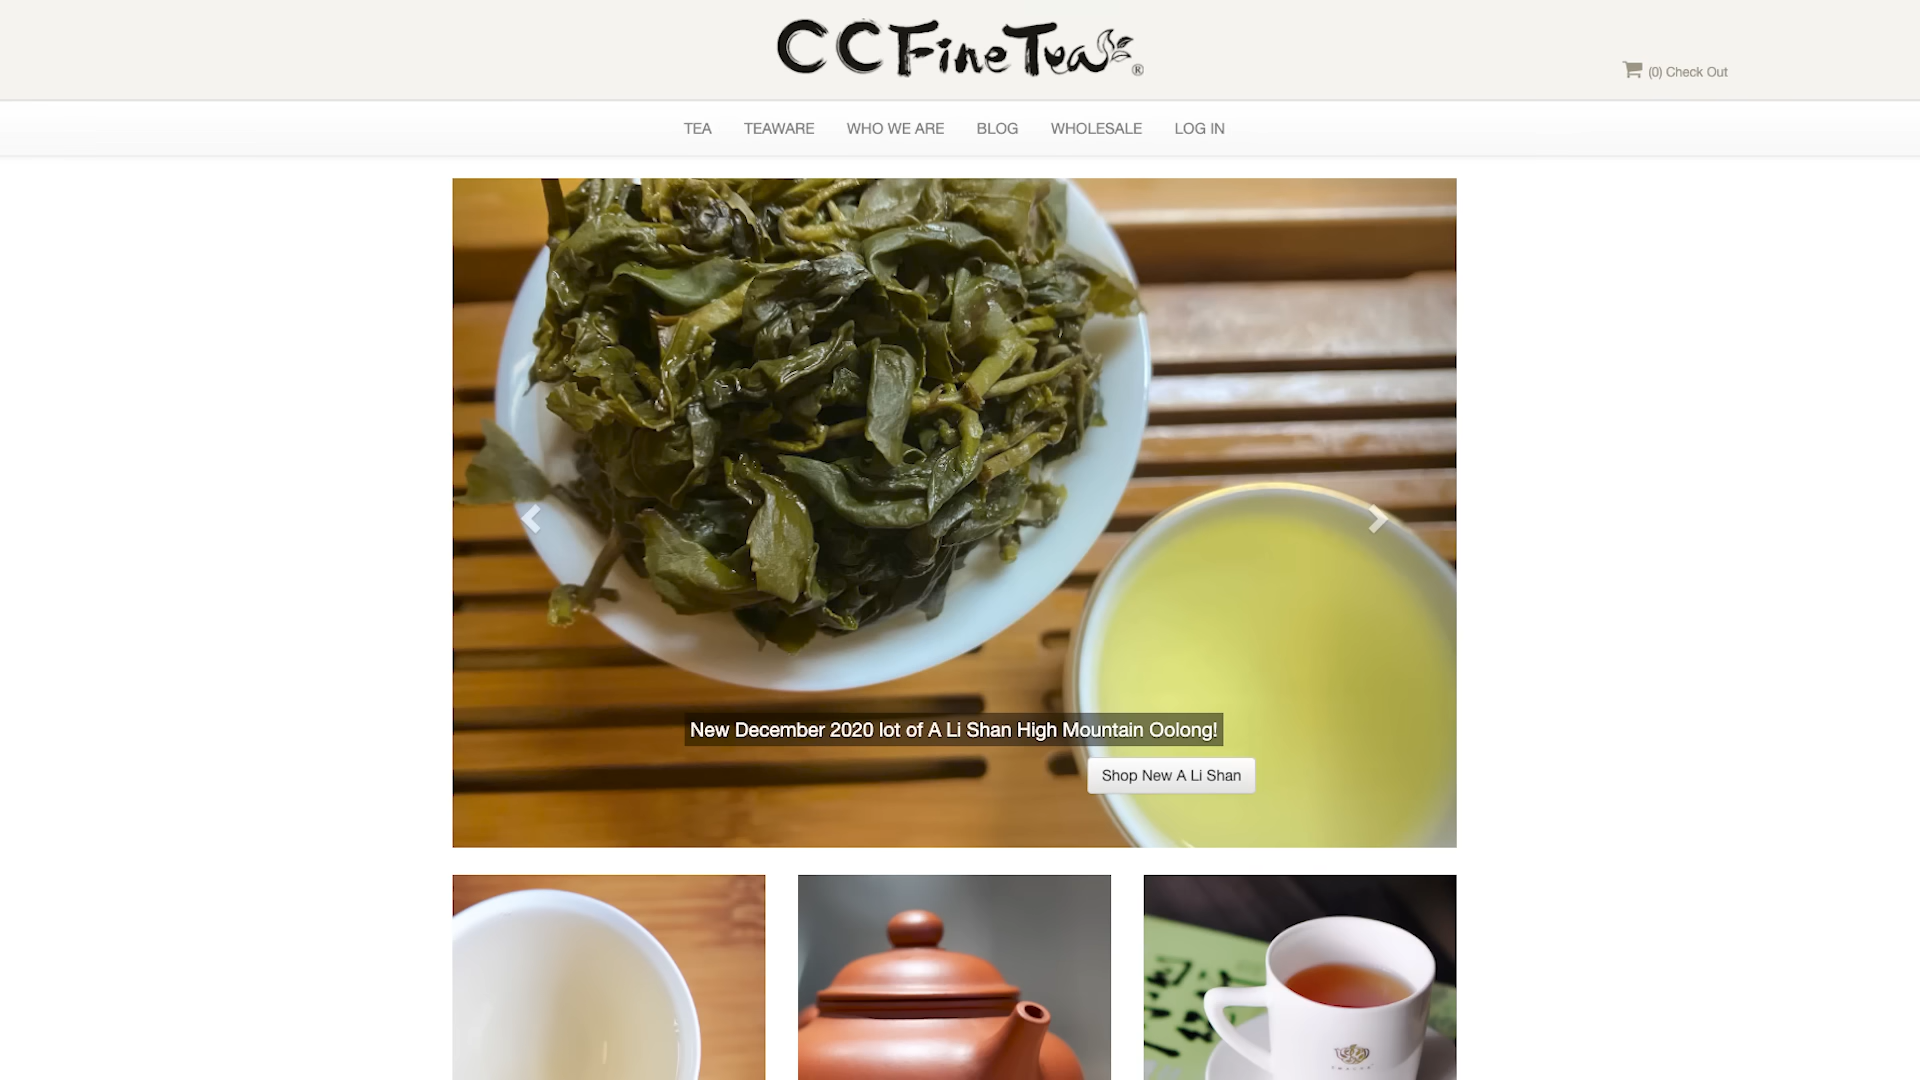 CC Fine Tea®
(0) Check Out
TEA TEAWARE WHO WE ARE BLOG WHOLESALE LOG IN
New December 2020 lot of A Li Shan High Mountain Oolong!
Shop New A Li Shan